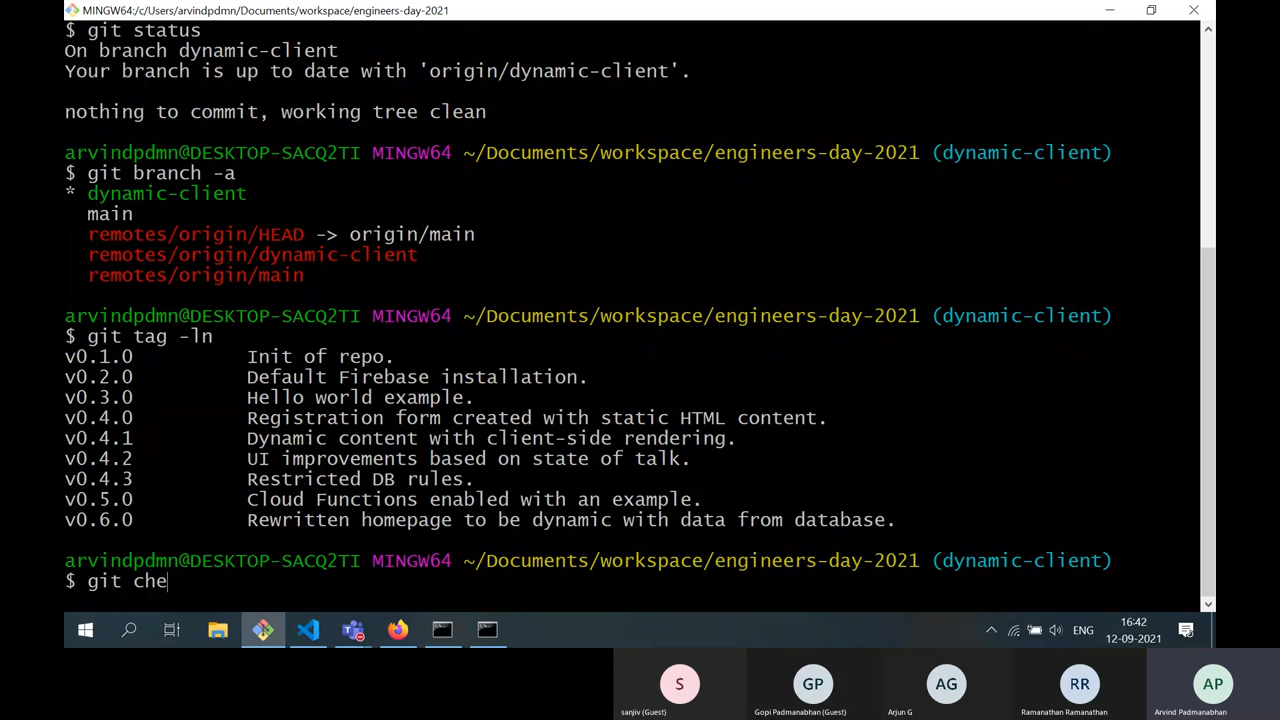 MINGW64:/c/Users/arvindpdmn/Documents/workspace/engineers-day-2021
$ git status
On branch dynamic-client
Your branch is up to date with 'origin/dynamic-client'.
nothing to commit, working tree clean
arvindpdmn@DESKTOP-SACQ2TI MINGW64 ~/Documents/workspace/engineers-day-2021 (dynamic-client)
$ git branch -a
* dynamic-client
main
remotes/origin/HEAD -> origin/main
remotes/origin/dynamic-client
remotes/origin/main
arvindpdmn@DESKTOP-SACQ2TI MINGW64 ~/Documents/workspace/engineers-day-2021 (dynamic-client)
$ git tag -ln
v0.1.0 Init of repo.
v0.2.0 Default Firebase installation.
v0.3.0 Hello world example.
v0.4.0 Registration form created with static HTML content.
v0.4.1 Dynamic content with client-side rendering.
v0.4.2 UI improvements based on state of talk.
v0.4.3 Restricted DB rules.
v0.5.0 Cloud Functions enabled with an example.
v0.6.0 Rewritten homepage to be dynamic with data from database.
arvindpdmn@DESKTOP-SACQ2TI MINGW64 ~/Documents/workspace/engineers-day-2021 (dynamic-client)
$ git che
ENG
16:42
12-09-2021
S GP AG RR AP
sanjiv (Guest) Gopi Padmanabhan (Guest) Arjun G Ramanathan Ramanathan Arvind Padmanabhan